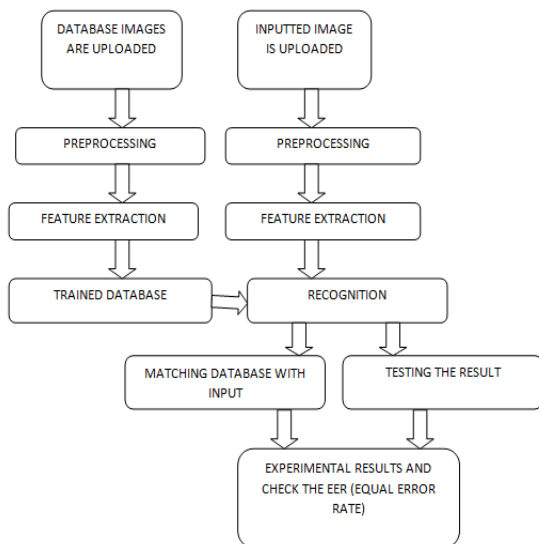 DATABASE IMAGES
ARE UPLOADED
INPUTTED IMAGE
IS UPLOADED
PREPROCESSING
PREPROCESSING
FEATURE EXTRACTION
FEATURE EXTRACTION
TRAINED DATABASE
RECOGNITION
MATCHING DATABASE WITH
INPUT
TESTING THE RESULT
EXPERIMENTAL RESULTS AND
CHECK THE EER (EQUAL ERROR
RATE)